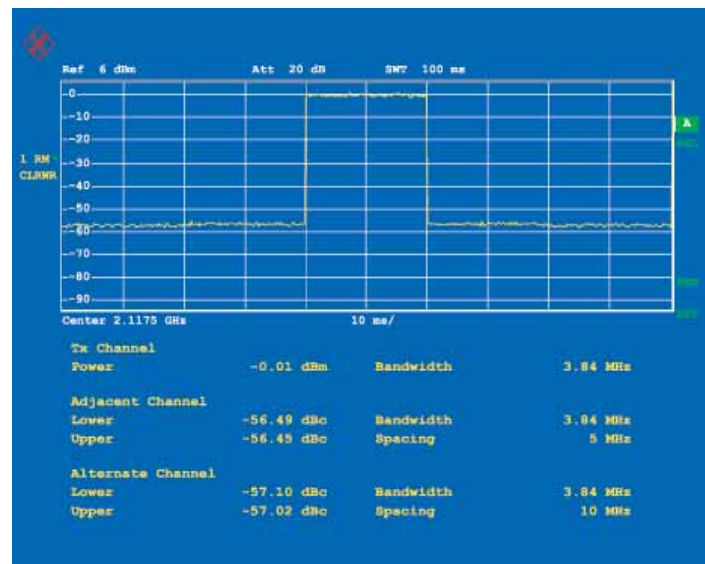 Ref 6 dBm Att 20 dB SWT 100 ms
-0
-10
A
-20
1 RM
-30
CLRWR
-40
-50
-60
-70
-80
-90
Center 2.1175 GHz 10 ms/
Tx Channel
Power -0.01 dBm Bandwidth 3.84 MHz
Adjacent Channel
Lower -56.49 dBc Bandwidth 3.84 MHz
Upper -56.45 dBc Spacing 5 MHz
Alternate Channel
Lower -57.10 dBc Bandwidth 3.84 MHz
Upper -57.02 dBc Spacing 10 MHz